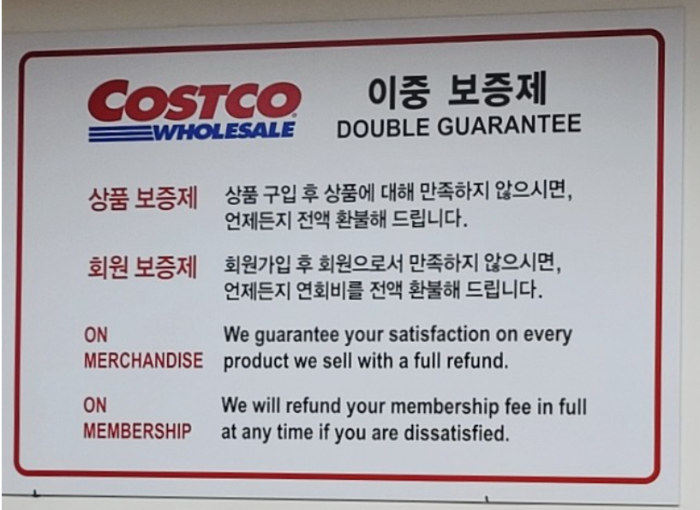 COSTCO
WHOLESALE
이중 보증제
DOUBLE GUARANTEE
상품 보증제
상품 구입 후 상품에 대해 만족하지 않으시면,
언제든지 전액 환불해 드립니다.
회원 보증제
회원가입 후 회원으로서 만족하지 않으시면,
언제든지 연회비를 전액 환불해 드립니다.
ON
MERCHANDISE
We guarantee your satisfaction on every
product we sell with a full refund.
ON
MEMBERSHIP
We will refund your membership fee in full
at any time if you are dissatisfied.